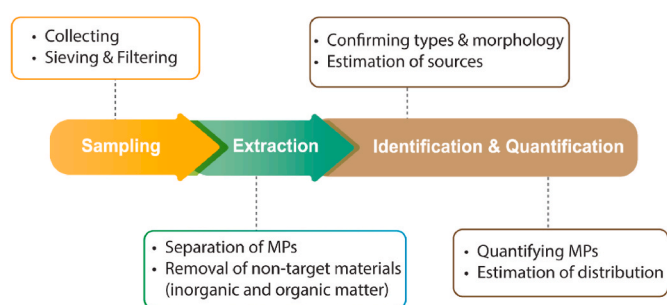 • Collecting
• Sieving & Filtering
• Confirming types & morphology
• Estimation of sources
Sampling
Extraction
Identification & Quantification
• Separation of MPs
• Removal of non-target materials
(inorganic and organic matter)
• Quantifying MPs
• Estimation of distribution